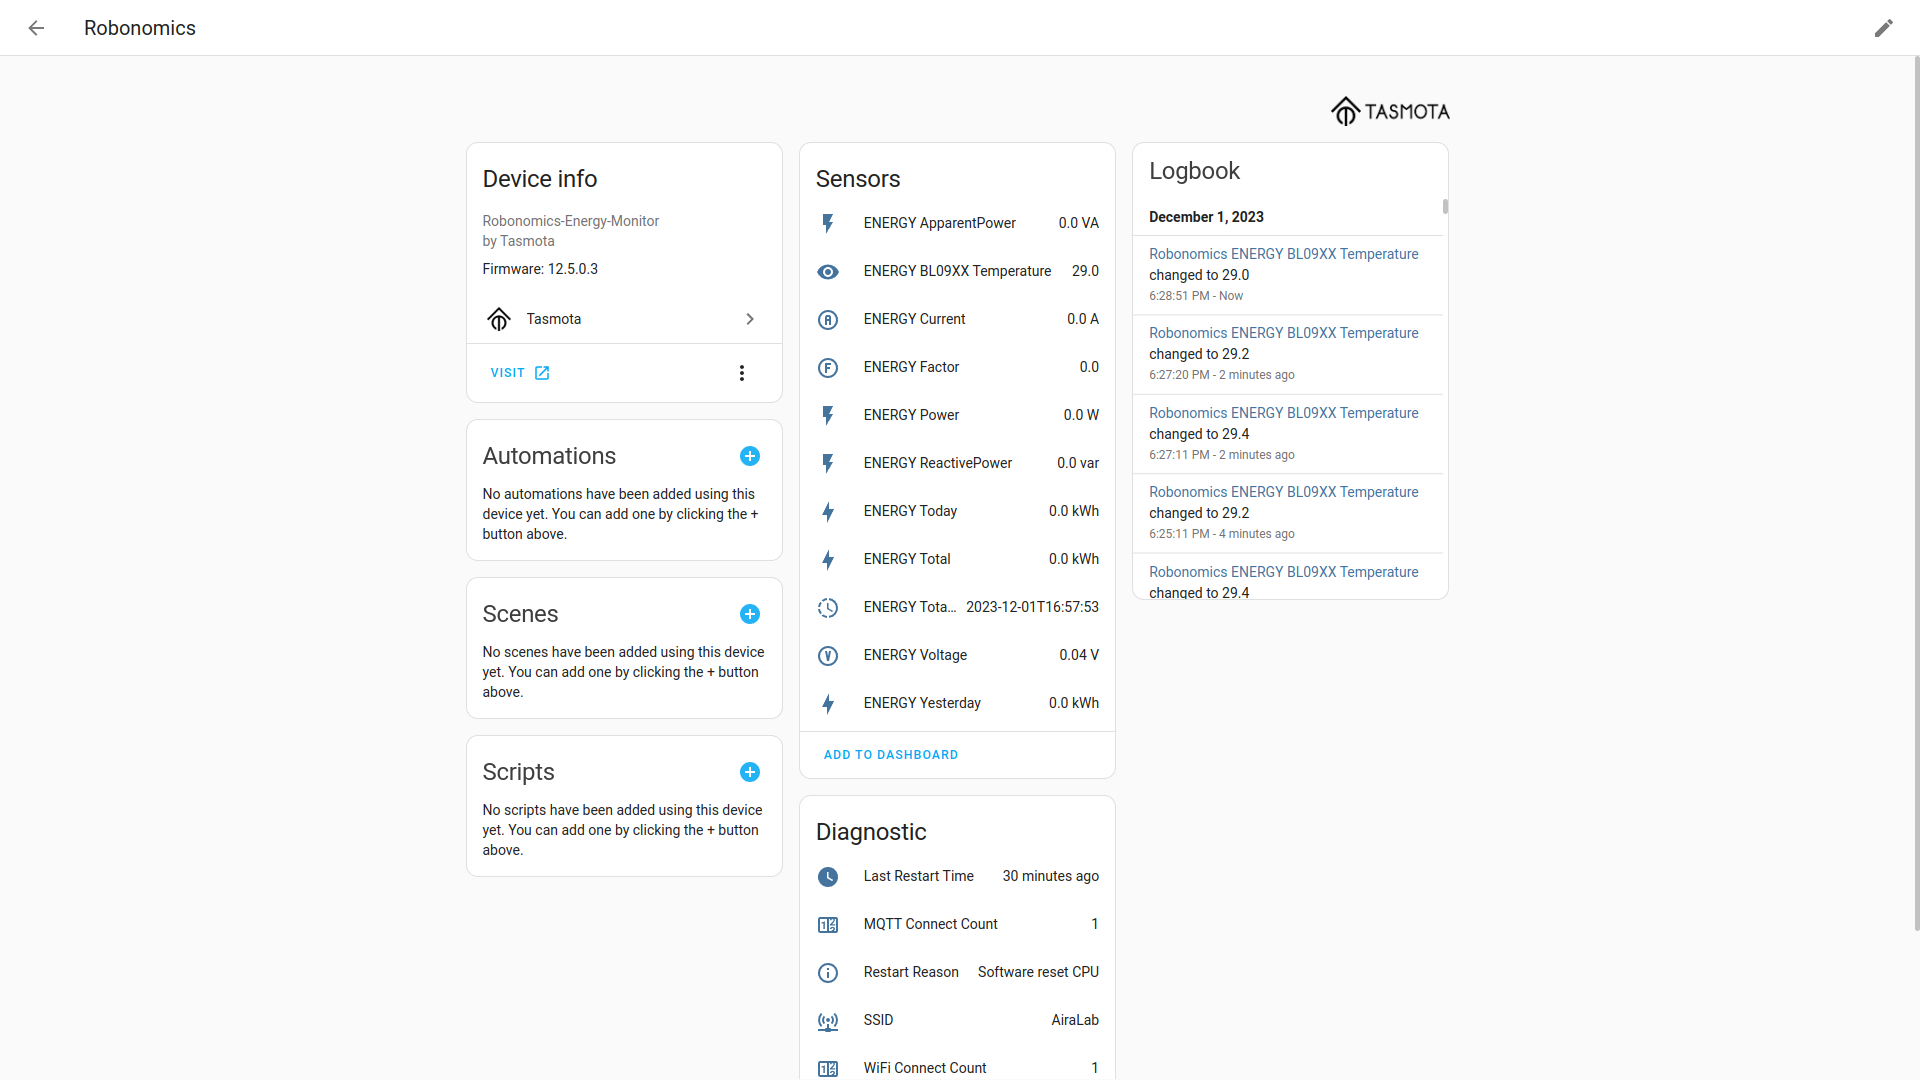 Robonomics
TASMOTA
Device info
Robonomics-Energy-Monitor
by Tasmota
Firmware: 12.5.0.3
Tasmota
VISIT
Automations
No automations have been added using this
device yet. You can add one by clicking the +
button above.
Scenes
No scenes have been added using this device
yet. You can add one by clicking the + button
above.
Scripts
No scripts have been added using this device
yet. You can add one by clicking the + button
above.
Sensors
ENERGY ApparentPower 0.0 VA
ENERGY BL09XX Temperature 29.0
ENERGY Current 0.0 A
ENERGY Factor 0.0
ENERGY Power 0.0 W
ENERGY ReactivePower 0.0 var
ENERGY Today 0.0 kWh
ENERGY Total 0.0 kWh
ENERGY Tota... 2023-12-01T16:57:53
ENERGY Voltage 0.04 V
ENERGY Yesterday 0.0 kWh
ADD TO DASHBOARD
Diagnostic
Last Restart Time 30 minutes ago
MQTT Connect Count 1
Restart Reason Software reset CPU
SSID AiraLab
WiFi Connect Count 1
Logbook
December 1, 2023
Robonomics ENERGY BL09XX Temperature
changed to 29.0
6:28:51 PM - Now
Robonomics ENERGY BL09XX Temperature
changed to 29.2
6:27:20 PM - 2 minutes ago
Robonomics ENERGY BL09XX Temperature
changed to 29.4
6:27:11 PM - 2 minutes ago
Robonomics ENERGY BL09XX Temperature
changed to 29.2
6:25:11 PM - 4 minutes ago
Robonomics ENERGY BL09XX Temperature
changed to 29.4